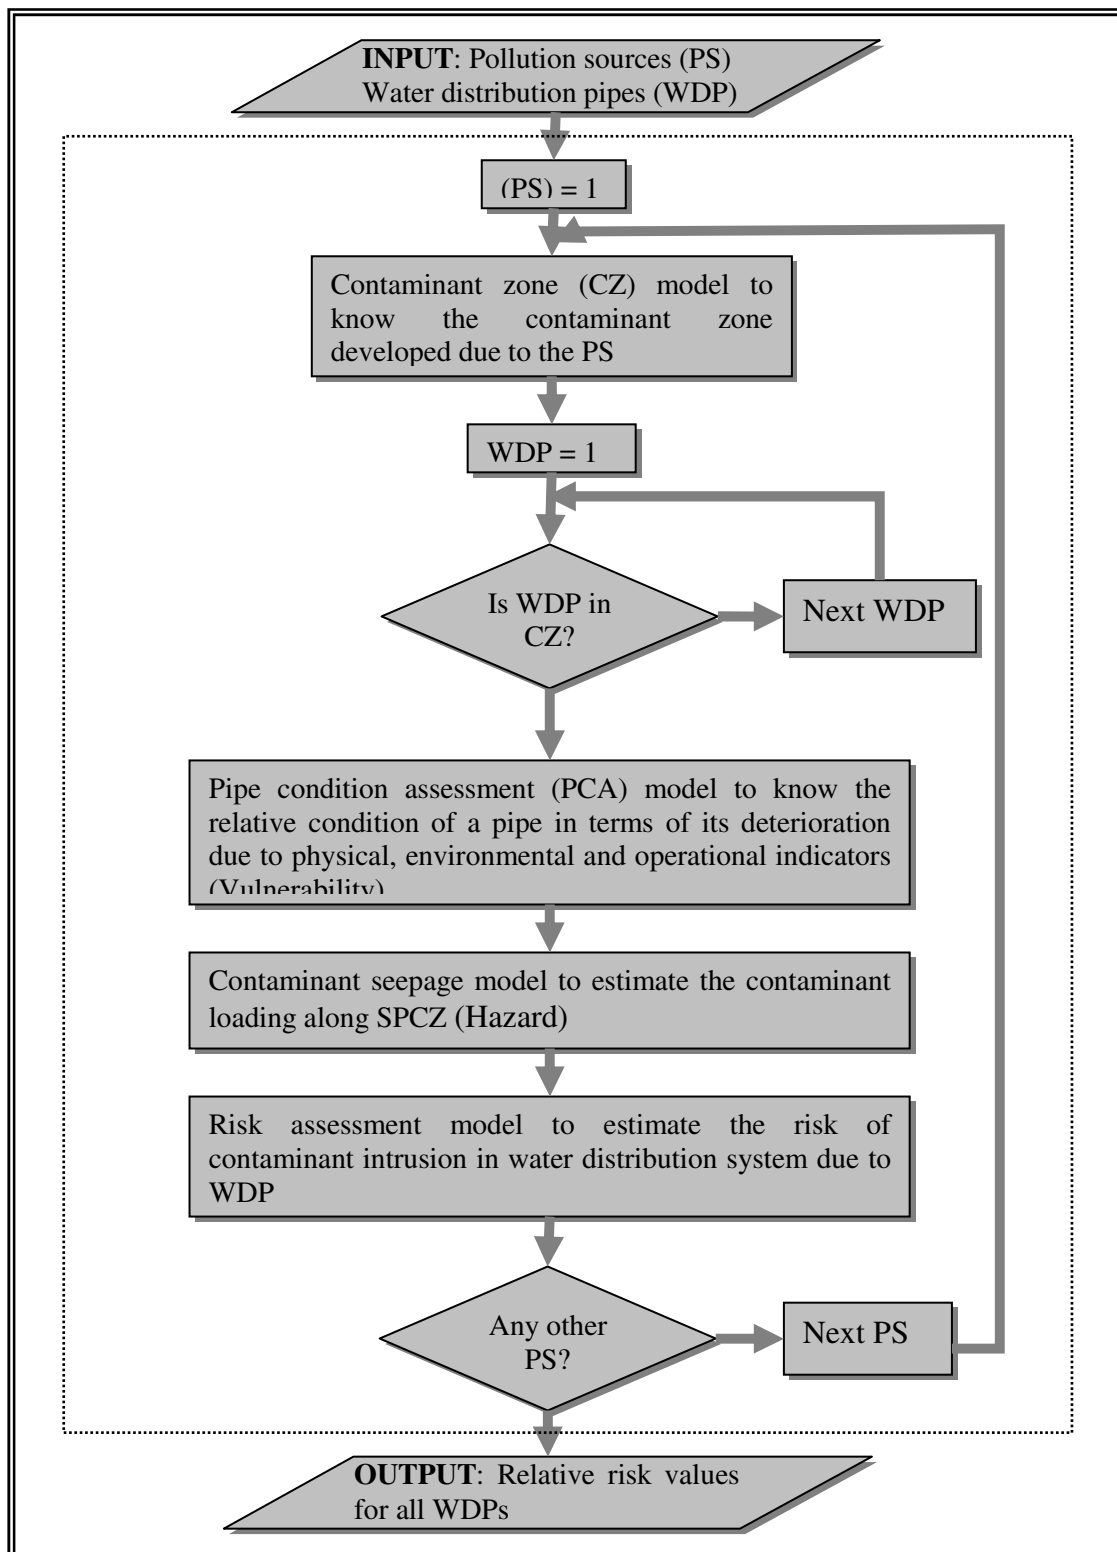 INPUT: Pollution sources (PS)
Water distribution pipes (WDP)
(PS) = 1
Contaminant zone (CZ) model to
know the contaminant zone
developed due to the PS
WDP = 1
Is WDP in
CZ?
Next WDP
Pipe condition assessment (PCA) model to know the
relative condition of a pipe in terms of its deterioration
due to physical, environmental and operational indicators
(Vulnerability)
Contaminant seepage model to estimate the contaminant
loading along SPCZ (Hazard)
Risk assessment model to estimate the risk of
contaminant intrusion in water distribution system due to
WDP
Any other
PS?
Next PS
OUTPUT: Relative risk values
for all WDPs